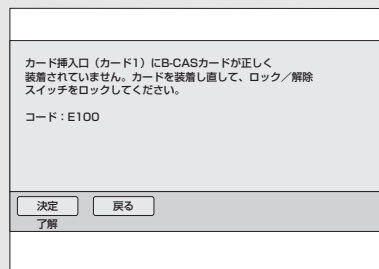 カード挿入口（カード1）にB-CASカードが正しく
装着されていません。カードを装着し直して、ロック／解除
スイッチをロックしてください。
コード：E100
決定 戻る
了解